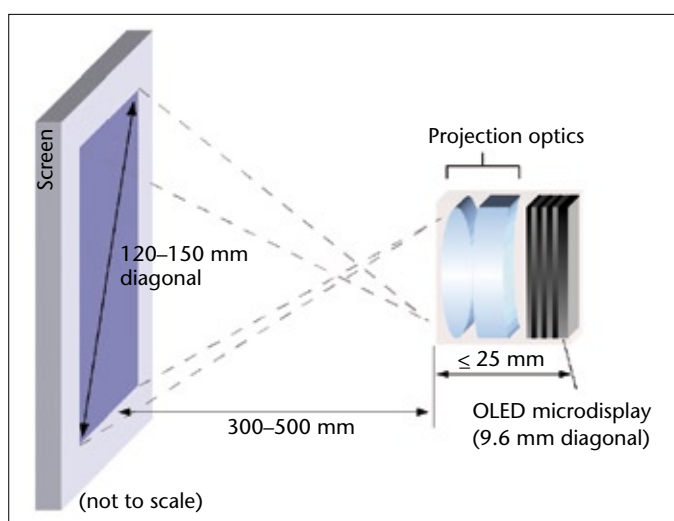 Screen
Projection optics
120–150 mm
diagonal
≤ 25 mm
300–500 mm
OLED microdisplay
(9.6 mm diagonal)
(not to scale)